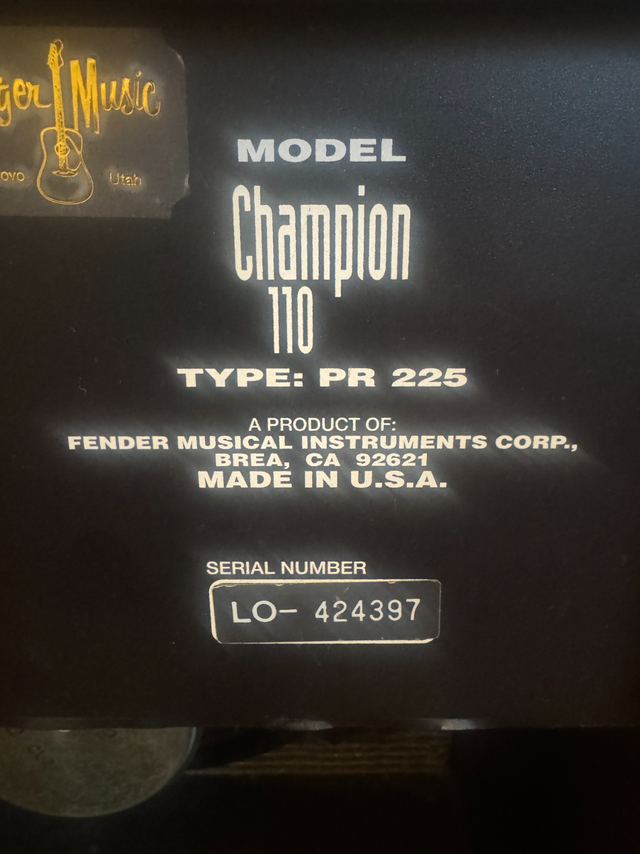 Music
Utah
MODEL
Champion
110
TYPE: PR 225
A PRODUCT OF:
FENDER MUSICAL INSTRUMENTS CORP.,
BREA, CA 92621
MADE IN U.S.A.
SERIAL NUMBER
LO- 424397